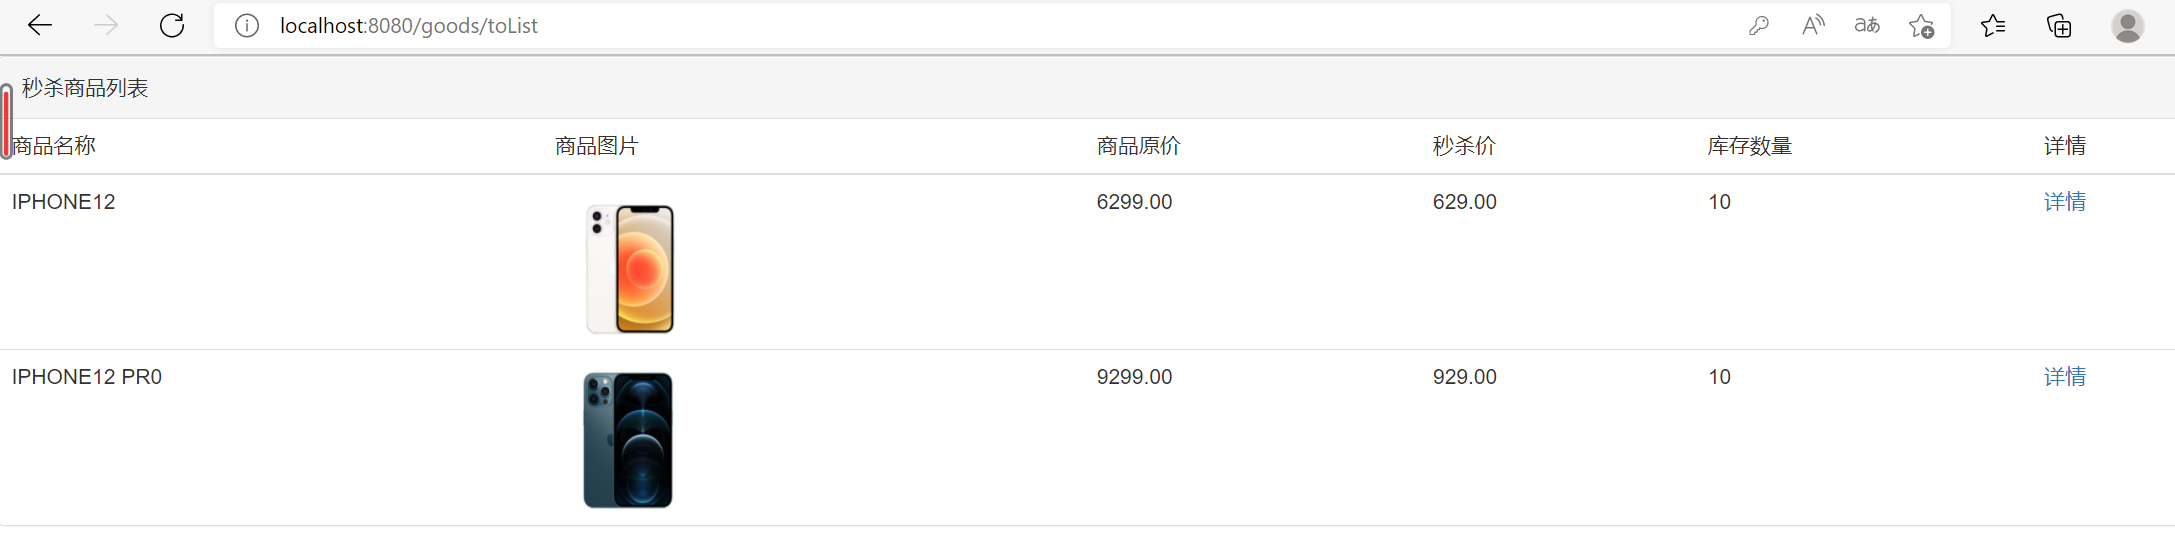 localhost:8080/goods/toList
秒杀商品列表
商品名称 商品图片 商品原价 秒杀价 库存数量 详情
IPHONE12 6299.00 629.00 10 详情
IPHONE12 PR0 9299.00 929.00 10 详情